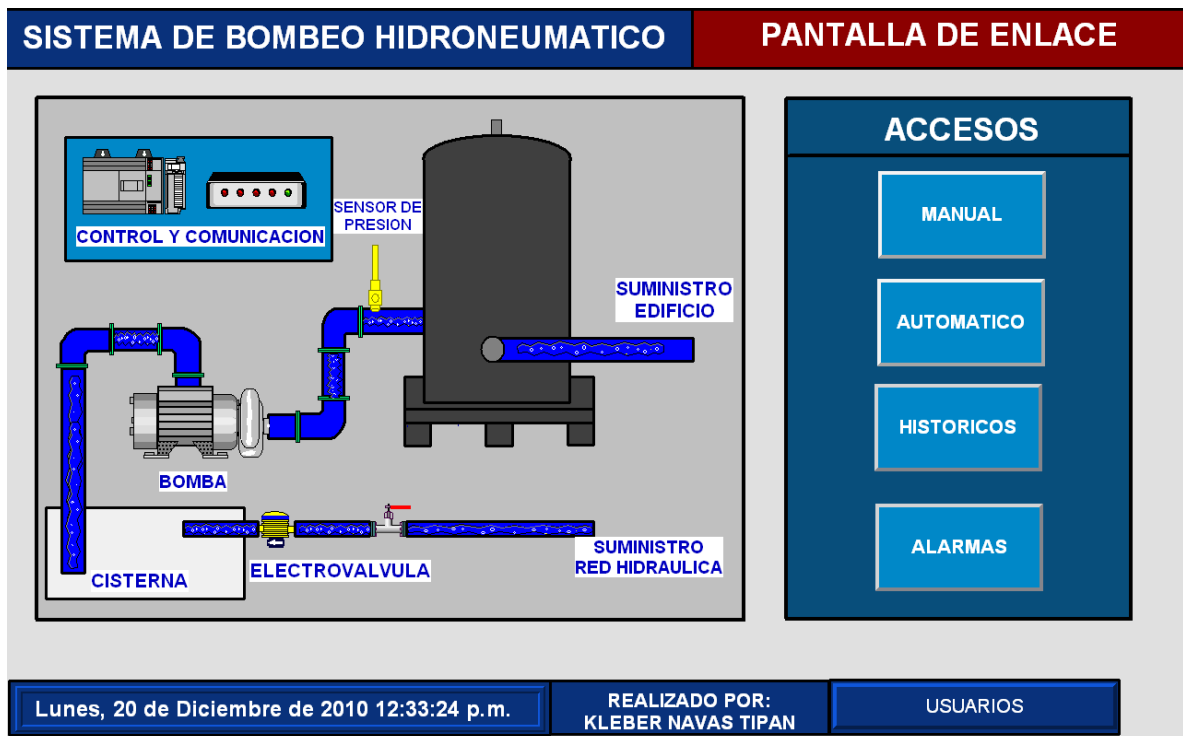 SISTEMA DE BOMBEO HIDRONEUMATICO
PANTALLA DE ENLACE
CONTROL Y COMUNICACION
SENSOR DE
PRESION
SUMINISTRO
EDIFICIO
BOMBA
CISTERNA
ELECTROVALVULA
SUMINISTRO
RED HIDRAULICA
ACCESOS
MANUAL
AUTOMATICO
HISTORICOS
ALARMAS
Lunes, 20 de Diciembre de 2010 12:33:24 p.m.
REALIZADO POR:
KLEBER NAVAS TIPAN
USUARIOS